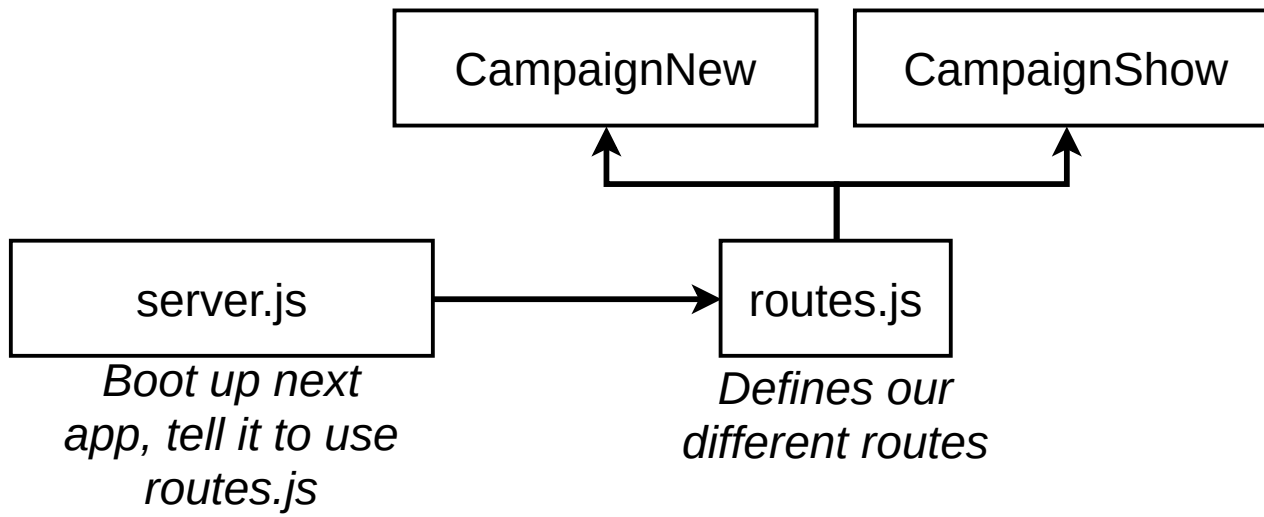 CampaignNew
CampaignShow
server.js
routes.js
Boot up next
app, tell it to use
routes.js
Defines our
different routes